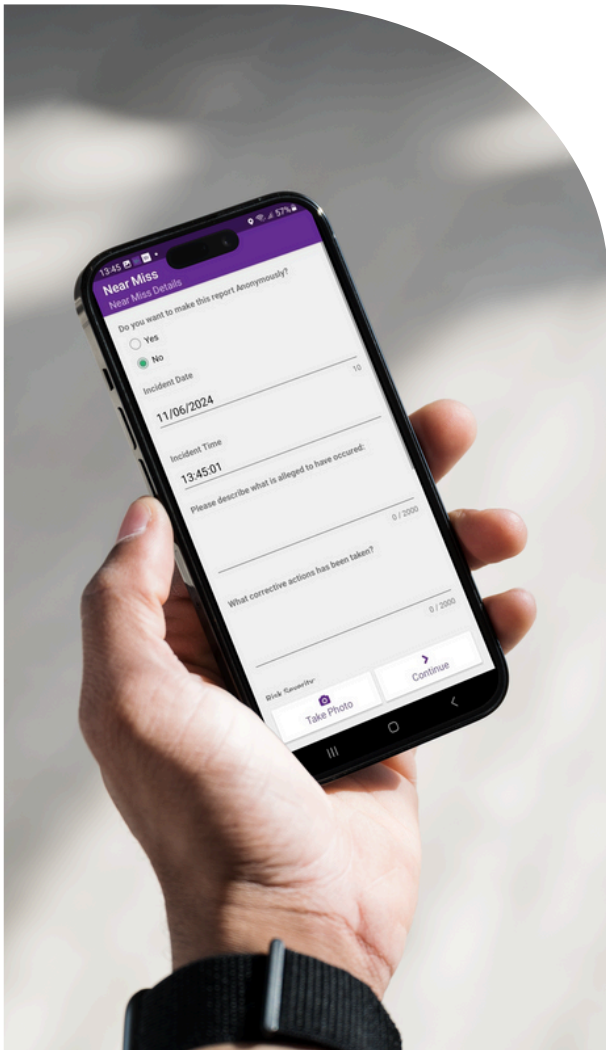 13:45
57%
Near Miss
Near Miss Details
Do you want to make this report Anonymously?
Yes
No
Incident Date
11/06/2024
10
Incident Time
13:45:01
Please describe what is alleged to have occured:
0 / 2000
What corrective actions has been taken?
0 / 2000
Risk Severity:
Take Photo
Continue